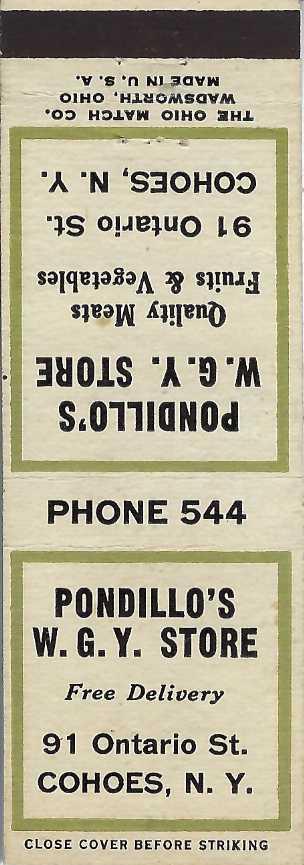 THE OHIO MATCH CO.
WADSWORTH, OHIO
MADE IN U. S. A.
PONDILLO'S
W. G. Y. STORE
Quality Meats
Fruits & Vegetables
91 Ontario St.
COHOES, N. Y.
PHONE 544
PONDILLO'S
W. G. Y. STORE
Free Delivery
91 Ontario St.
COHOES, N. Y.
CLOSE COVER BEFORE STRIKING